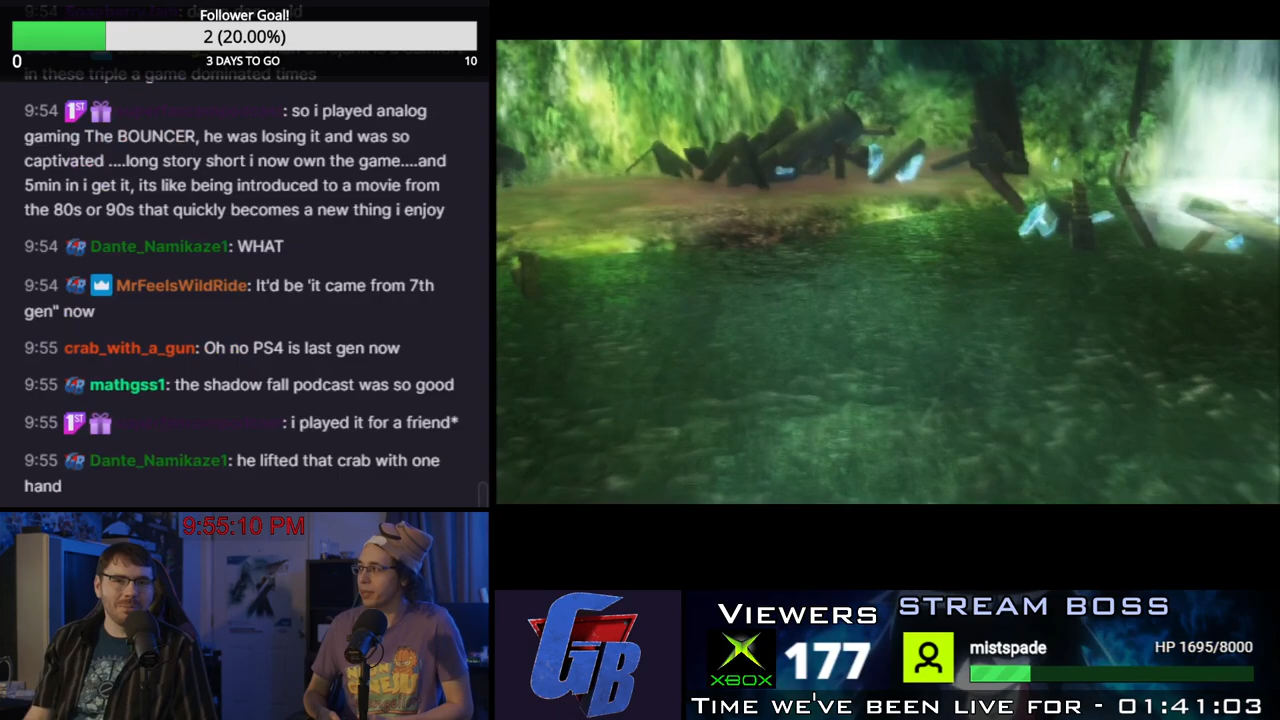 Follower Goal!
2 (20.00%)
0 3 DAYS TO GO 10
in these triple a game dominated times
9:54 1ST : so i played analog
gaming The BOUNCER, he was losing it and was so
captivated ....long story short i now own the game....and
5min in i get it, its like being introduced to a movie from
the 80s or 90s that quickly becomes a new thing i enjoy
9:54 GB Dante_Namikaze1: WHAT
9:54 GB MrFeelsWildRide: It'd be 'it came from 7th
gen" now
9:55 crab_with_a_gun: Oh no PS4 is last gen now
9:55 GB mathgss1: the shadow fall podcast was so good
9:55 1ST : i played it for a friend*
9:55 GB Dante_Namikaze1: he lifted that crab with one
hand
9:55:10 PM
GB
VIEWERS
XBOX
177
STREAM BOSS
mistspade HP 1695/8000
TIME WE'VE BEEN LIVE FOR - 01:41:03